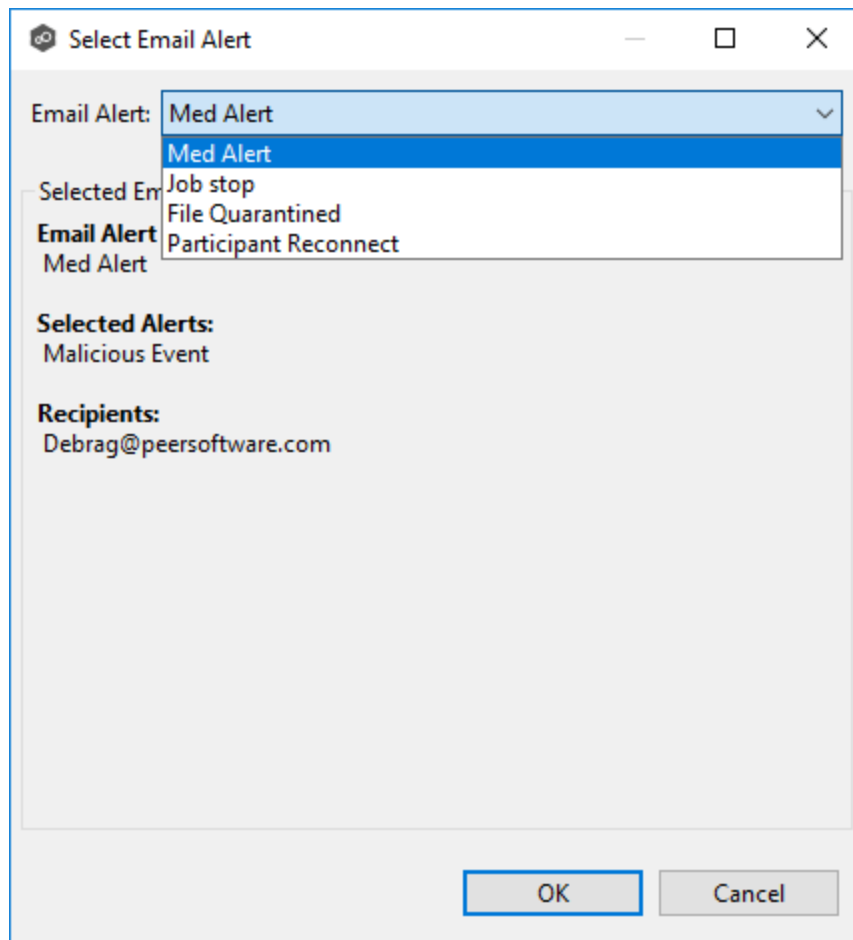 Select Email Alert
Email Alert: Med Alert
Med Alert
Job stop
File Quarantined
Participant Reconnect
Selected Em
Email Alert
Med Alert
Selected Alerts:
Malicious Event
Recipients:
Debrag@peersoftware.com
OK Cancel